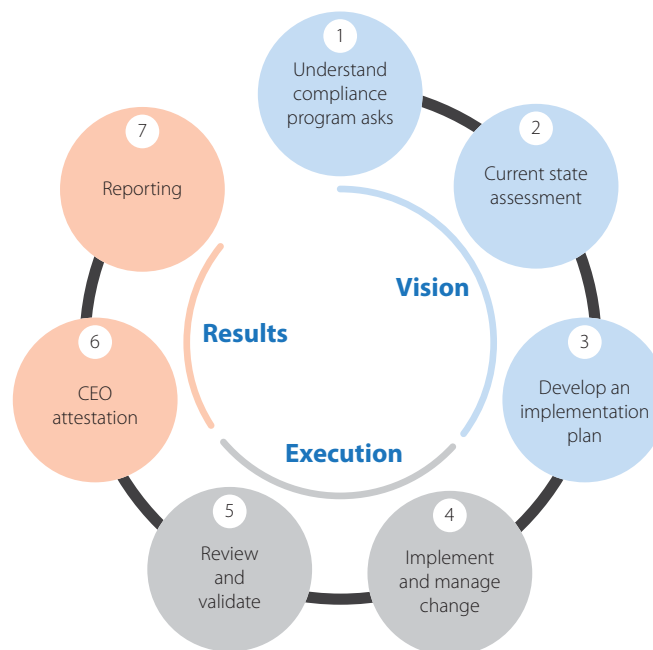 1
Understand
compliance
program asks
2
Current state
assessment
3
Develop an
implementation
plan
4
Implement
and manage
change
5
Review
and
validate
6
CEO
attestation
7
Reporting
Vision
Execution
Results